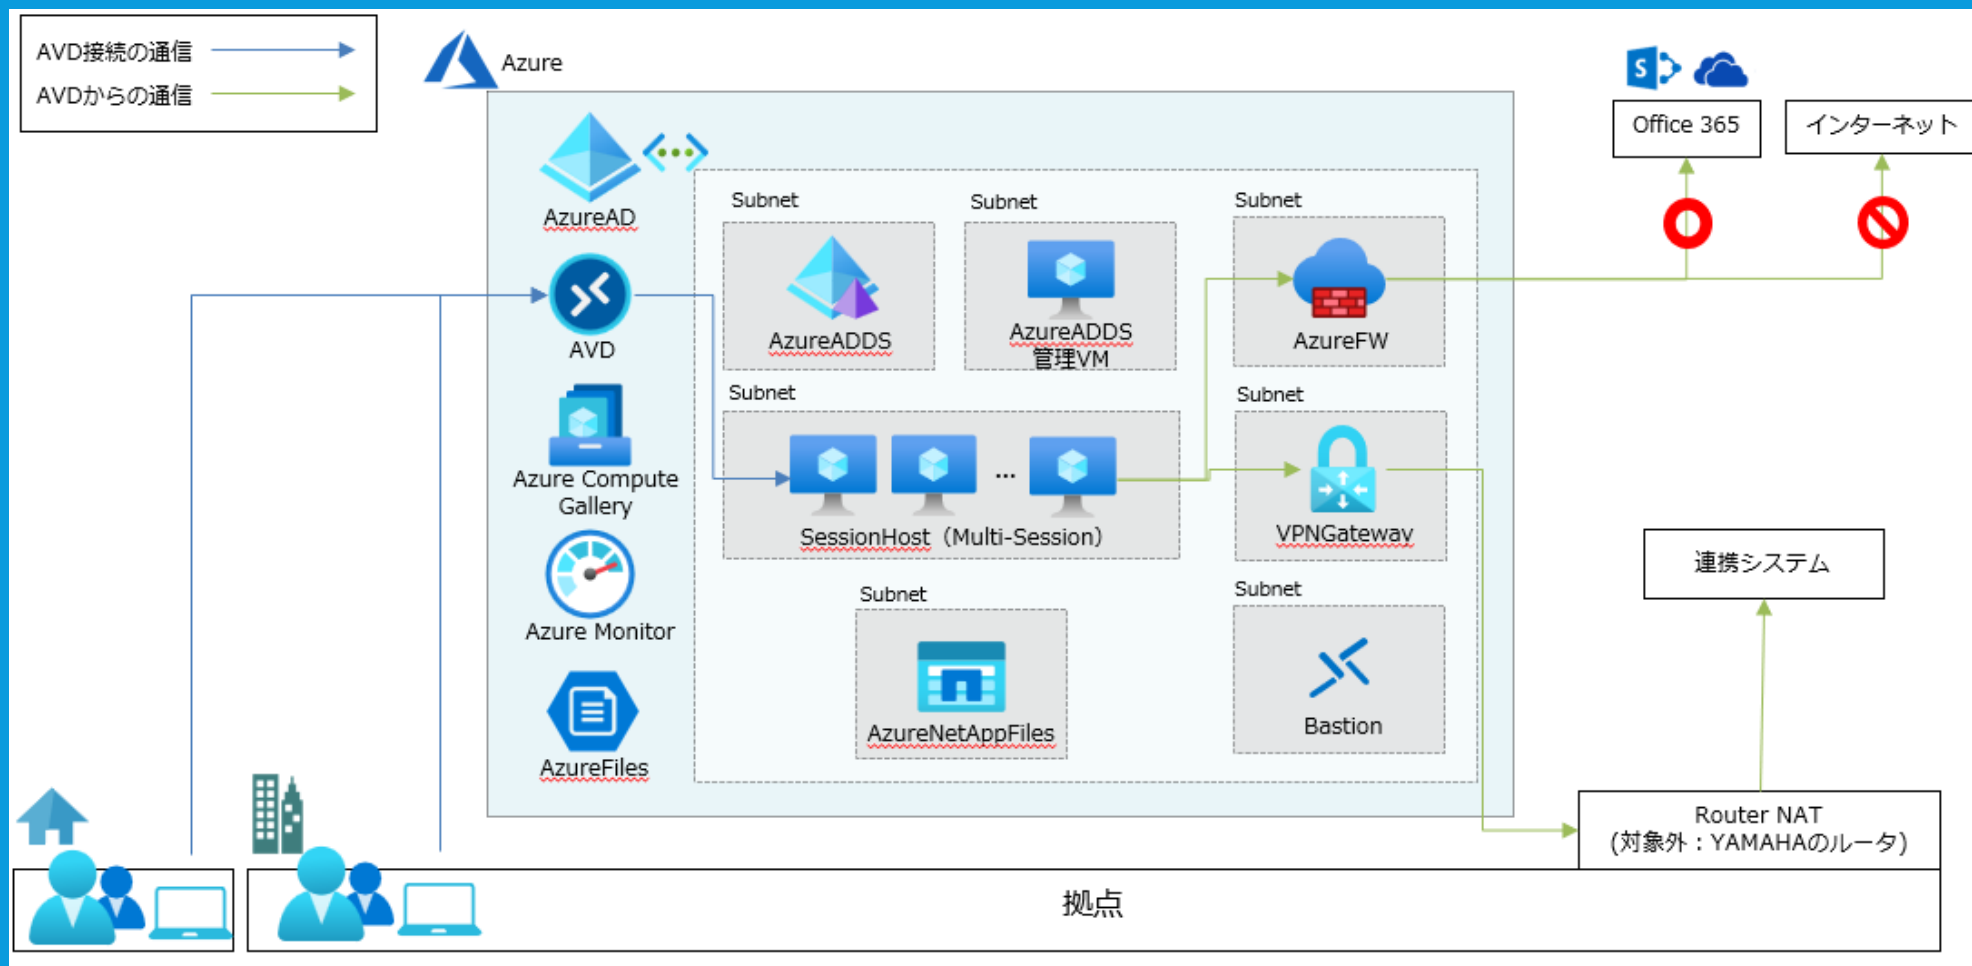 AVD接続の通信
AVDからの通信
Azure
S
Office 365
インターネット
AzureAD
Subnet
Subnet
Subnet
AzureADDS
AzureADDS
管理VM
AzureFW
AVD
Subnet
Subnet
Azure Compute
Gallery
...
SessionHost（Multi-Session）
VPNGateway
連携システム
Azure Monitor
Subnet
Subnet
AzureNetAppFiles
Bastion
AzureFiles
Router NAT
(対象外：YAMAHAのルータ)
拠点